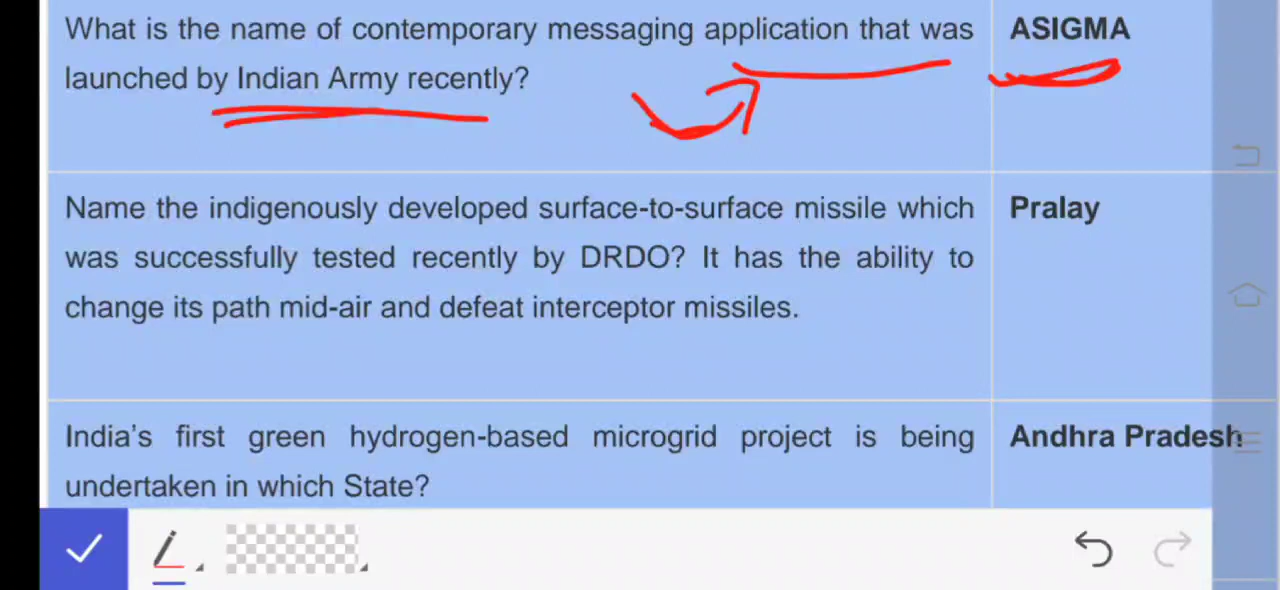 What is the name of contemporary messaging application that was
launched by Indian Army recently?
ASIGMA
Name the indigenously developed surface-to-surface missile which
was successfully tested recently by DRDO? It has the ability to
change its path mid-air and defeat interceptor missiles.
Pralay
India’s first green hydrogen-based microgrid project is being
undertaken in which State?
Andhra Pradesh